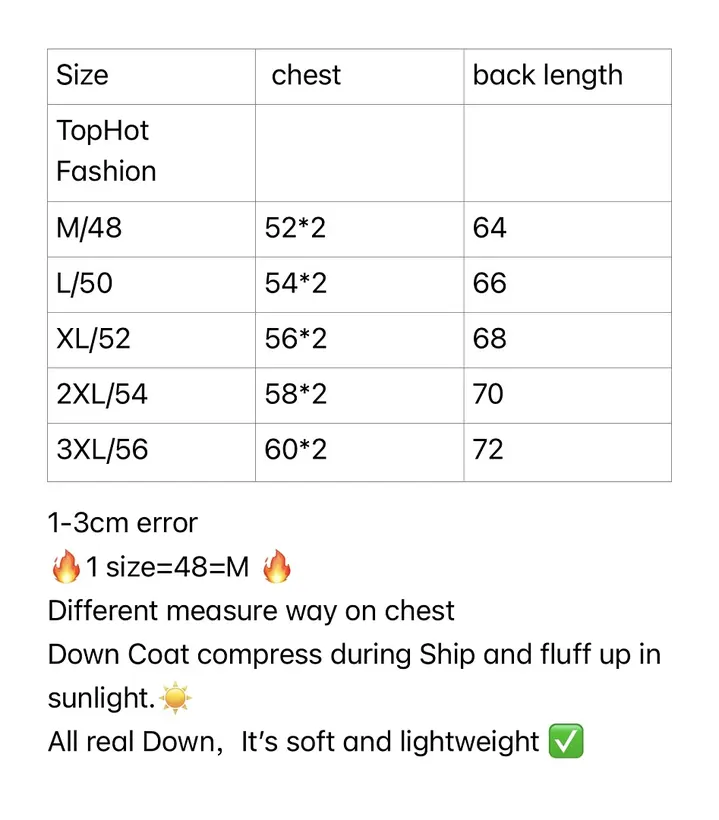 Size chest back length
TopHot
Fashion
M/48 52*2 64
L/50 54*2 66
XL/52 56*2 68
2XL/54 58*2 70
3XL/56 60*2 72
1-3cm error
🔥1 size=48=M 🔥
Different measure way on chest
Down Coat compress during Ship and fluff up in
sunlight.☀️
All real Down，It's soft and lightweight ✅